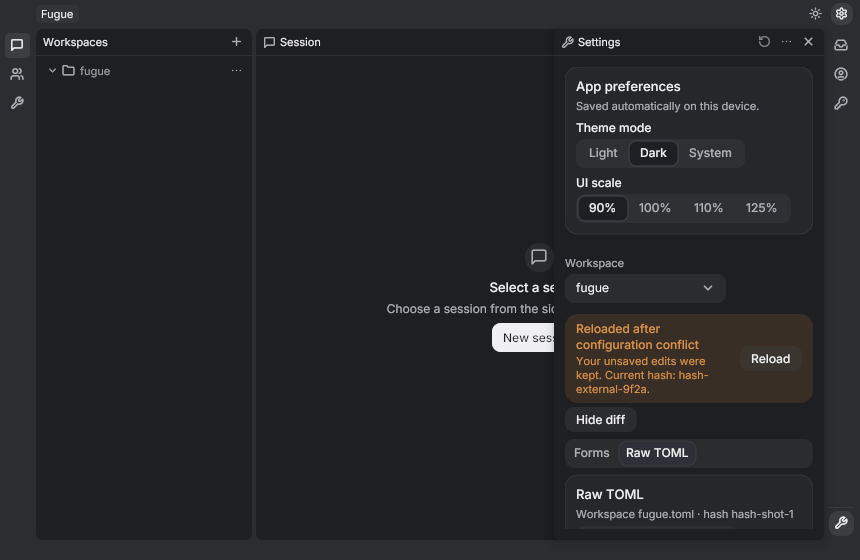 Fugue
Workspaces
fugue
Session
Select a se
Choose a session from the sid
New sess
Settings
App preferences
Saved automatically on this device.
Theme mode
Light Dark System
UI scale
90% 100% 110% 125%
Workspace
fugue
Reloaded after
configuration conflict
Your unsaved edits were
kept. Current hash: hash-
external-9f2a.
Reload
Hide diff
Forms Raw TOML
Raw TOML
Workspace fugue.toml · hash hash-shot-1